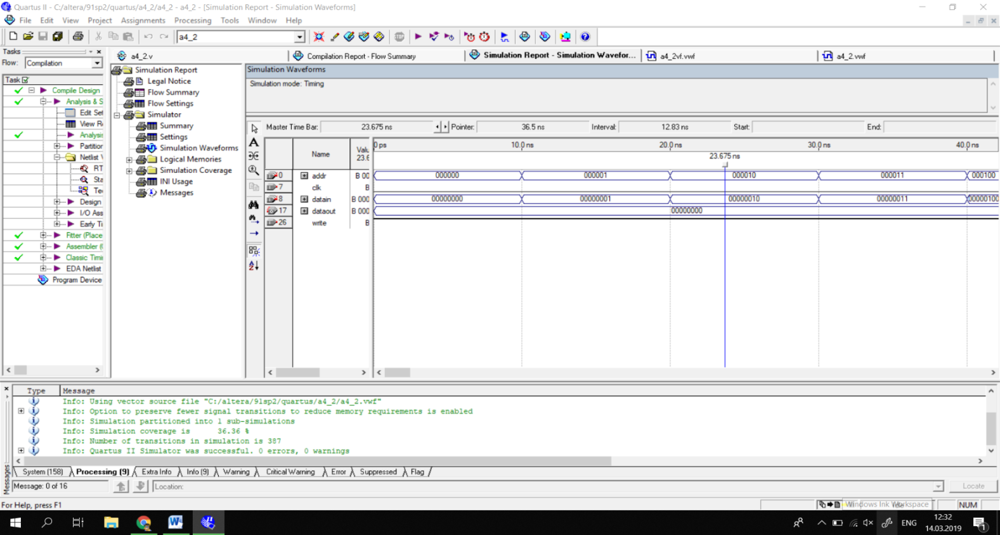 Quartus II - C:/altera/91sp2/quartus/a4_2/a4_2 - a4_2 - [Simulation Report - Simulation Waveforms]
File Edit View Project Assignments Processing Tools Window Help
a4_2
Tasks
Flow: Compilation
Task
Compile Design
Analysis & S
Edit Set
View R
Analysis
Partition
Netlist V
RT
Sta
Te
Design
I/O Ass
Early Ti
Fitter (Place
Assembler (
Classic Timi
EDA Netlist
Program Device
a4_2.v
Compilation Report - Flow Summary
Simulation Report - Simulation Wavefor...
a4_2vf.vwf
a4_2.vwf
Simulation Report
Legal Notice
Flow Summary
Flow Settings
Simulator
Summary
Settings
Simulation Waveforms
Logical Memories
Simulation Coverage
INI Usage
Messages
Simulation Waveforms
Simulation mode: Timing
Master Time Bar: 23.675 ns Pointer: 36.5 ns Interval: 12.83 ns Start: End:
Name Valu 23.6
0 ps 10.0 ns 20.0 ns 30.0 ns 40.0 ns
23.675 ns
0 addr B 00 000000 000001 000010 000011 000100
7 clk B
8 datain B 000 00000000 00000001 00000010 00000011 00000100
17 dataout B 000 00000000
26 write B
Type Message
Info: Using vector source file "C:/altera/91sp2/quartus/a4_2/a4_2.vwf"
Info: Option to preserve fewer signal transitions to reduce memory requirements is enabled
Info: Simulation partitioned into 1 sub-simulations
Info: Simulation coverage is 36.36 %
Info: Number of transitions in simulation is 387
Info: Quartus II Simulator was successful. 0 errors, 0 warnings
System (158) Processing (9) Extra Info Info (9) Warning Critical Warning Error Suppressed Flag
Messages
Message: 0 of 16 Location: Locate
For Help, press F1
Windows Ink Workspace NUM
ENG 12:32
14.03.2019
1